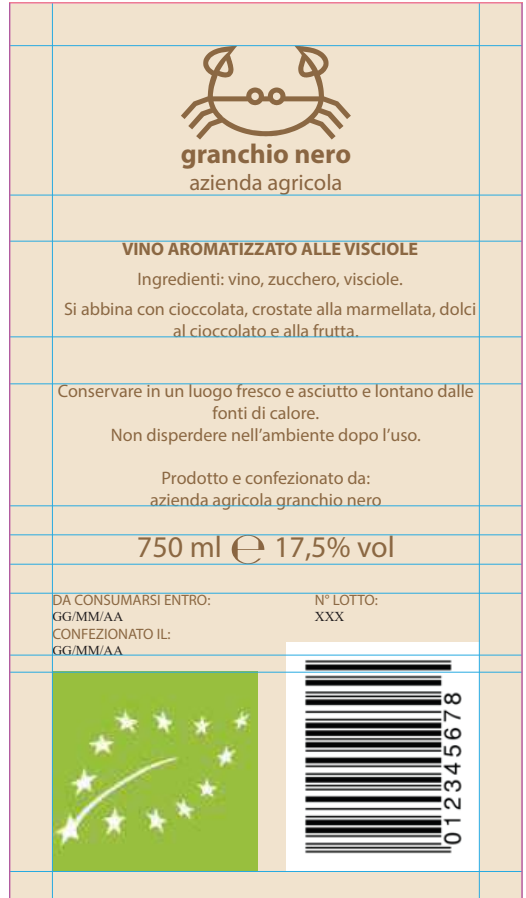 granchio nero
azienda agricola
VINO AROMATIZZATO ALLE VISCIOLE
Ingredienti: vino, zucchero, visciole.
Si abbina con cioccolata, crostate alla marmellata, dolci
al cioccolato e alla frutta.
Conservare in un luogo fresco e asciutto e lontano dalle
fonti di calore.
Non disperdere nell'ambiente dopo l'uso.
Prodotto e confezionato da:
azienda agricola granchio nero
750 ml ℮ 17,5% vol
DA CONSUMARSI ENTRO:
GG/MM/AA
CONFEZIONATO IL:
GG/MM/AA
N° LOTTO:
XXX
012345678